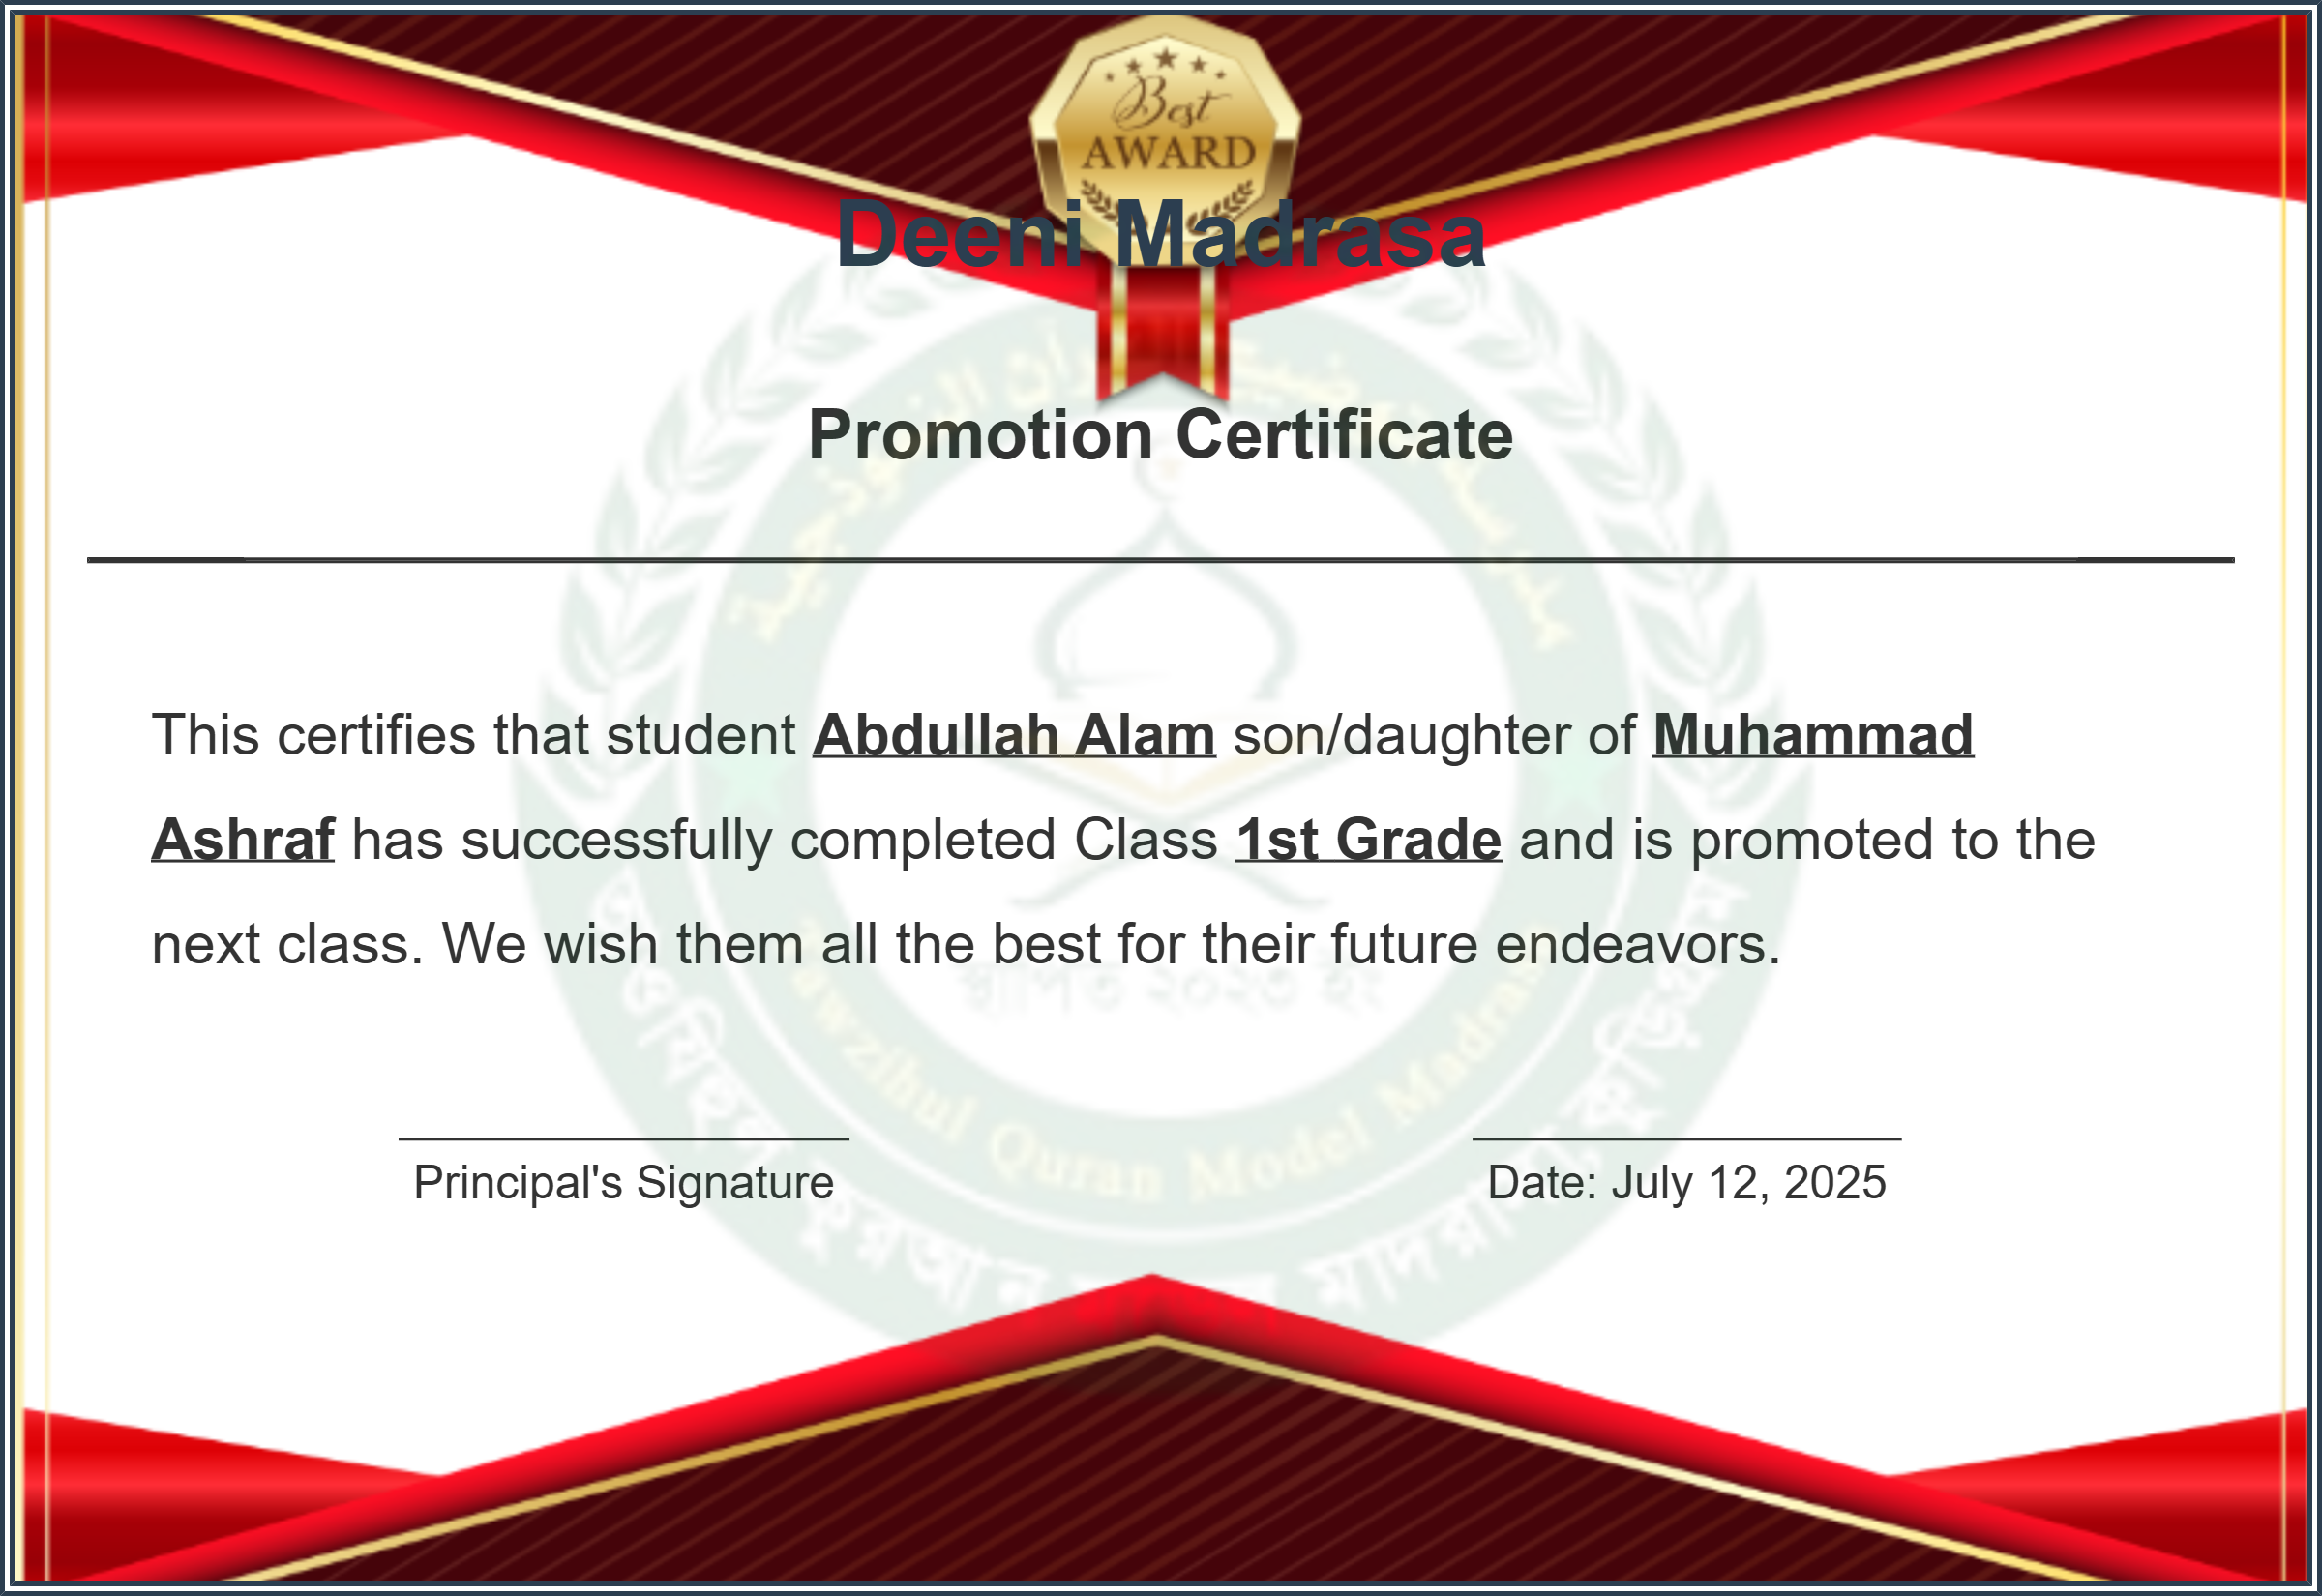 Best
AWARD
Deeni Madrasa
Promotion Certificate
This certifies that student Abdullah Alam son/daughter of Muhammad
Ashraf has successfully completed Class 1st Grade and is promoted to the
next class. We wish them all the best for their future endeavors.
স্থাপিত ২০২৩ ইং
Quran Model
Principal's Signature
Date: July 12, 2025